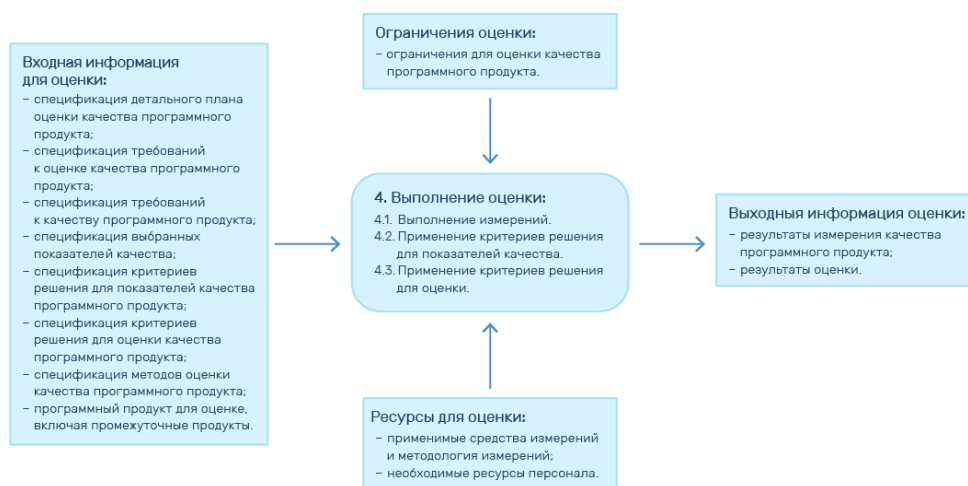 Входная информация
для оценки:
– спецификация детального плана
оценки качества программного
продукта;
– спецификация требований
к оценке качества программного
продукта;
– спецификация требований
к качеству программного продукта;
– спецификация выбранных
показателей качества;
– спецификация критериев
решения для показателей качества
программного продукта;
– спецификация критериев
решения для оценки качества
программного продукта;
– спецификация методов оценки
качества программного продукта;
– программный продукт для оценке,
включая промежуточные продукты.
Ограничения оценки:
– ограничения для оценки качества
программного продукта.
4. Выполнение оценки:
4.1. Выполнение измерений.
4.2. Применение критериев решения
для показателей качества.
4.3. Применение критериев решения
для оценки.
Ресурсы для оценки:
– применимые средства измерений
и методология измерений;
– необходимые ресурсы персонала.
Выходныя информация оценки:
– результаты измерения качества
программного продукта;
– результаты оценки.